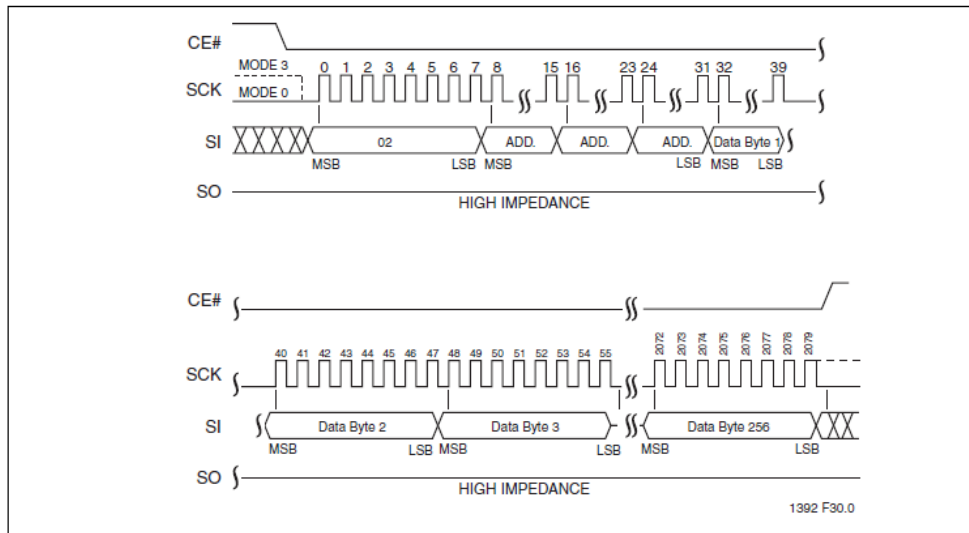 CE#
MODE 3
SCK MODE 0
0 1 2 3 4 5 6 7 8 15 16 23 24 31 32 39
SI 02 ADD. ADD. ADD. Data Byte 1
MSB LSB MSB LSB MSB LSB
SO
HIGH IMPEDANCE
CE#
40 41 42 43 44 45 46 47 48 49 50 51 52 53 54 55 2072 2073 2074 2075 2076 2077 2078 2079
SCK
SI Data Byte 2 Data Byte 3 Data Byte 256
MSB LSB MSB LSB MSB LSB
SO
HIGH IMPEDANCE
1392 F30.0